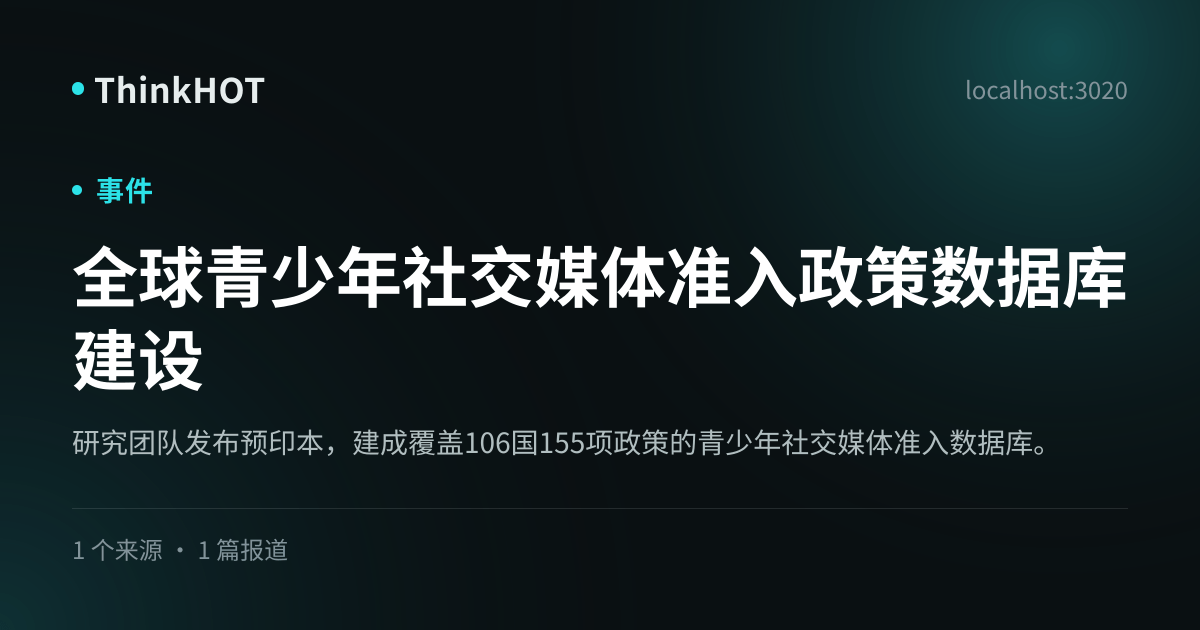 ThinkHOT
localhost:3020
事件
全球青少年社交媒体准入政策数据库
建设
研究团队发布预印本，建成覆盖106国155项政策的青少年社交媒体准入数据库。
1 个来源 · 1 篇报道